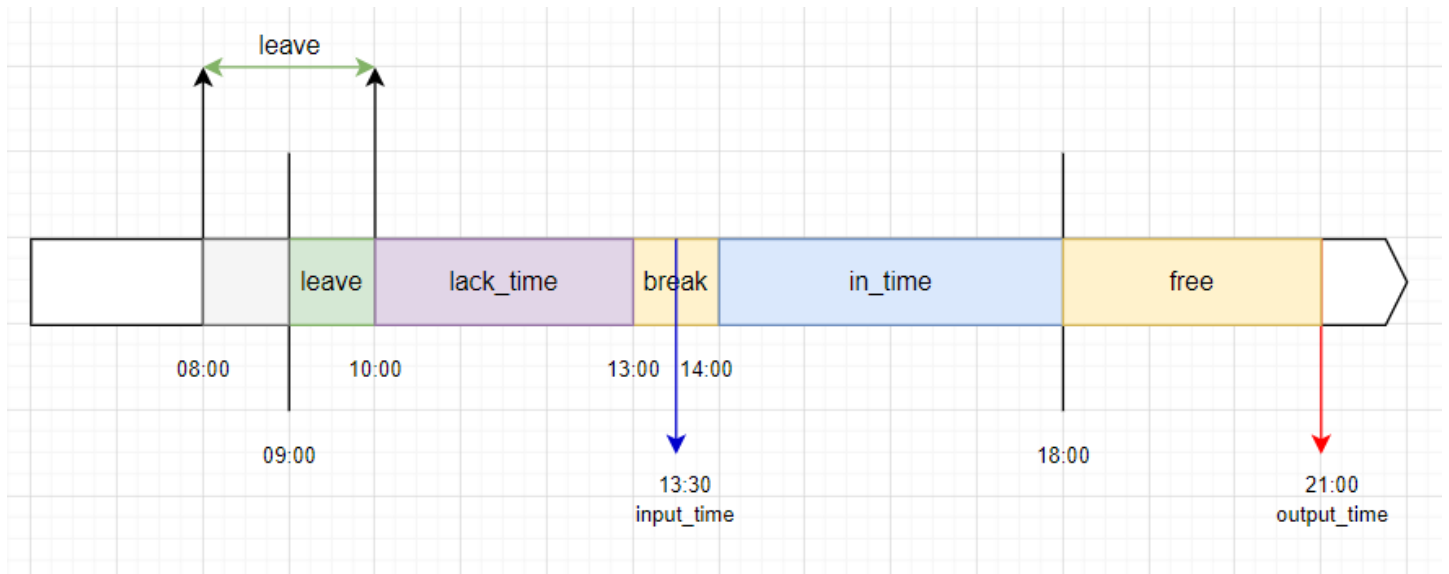 leave
leave
lack_time
break
in_time
free
08:00
10:00
13:00
14:00
09:00
18:00
13:30
input_time
21:00
output_time